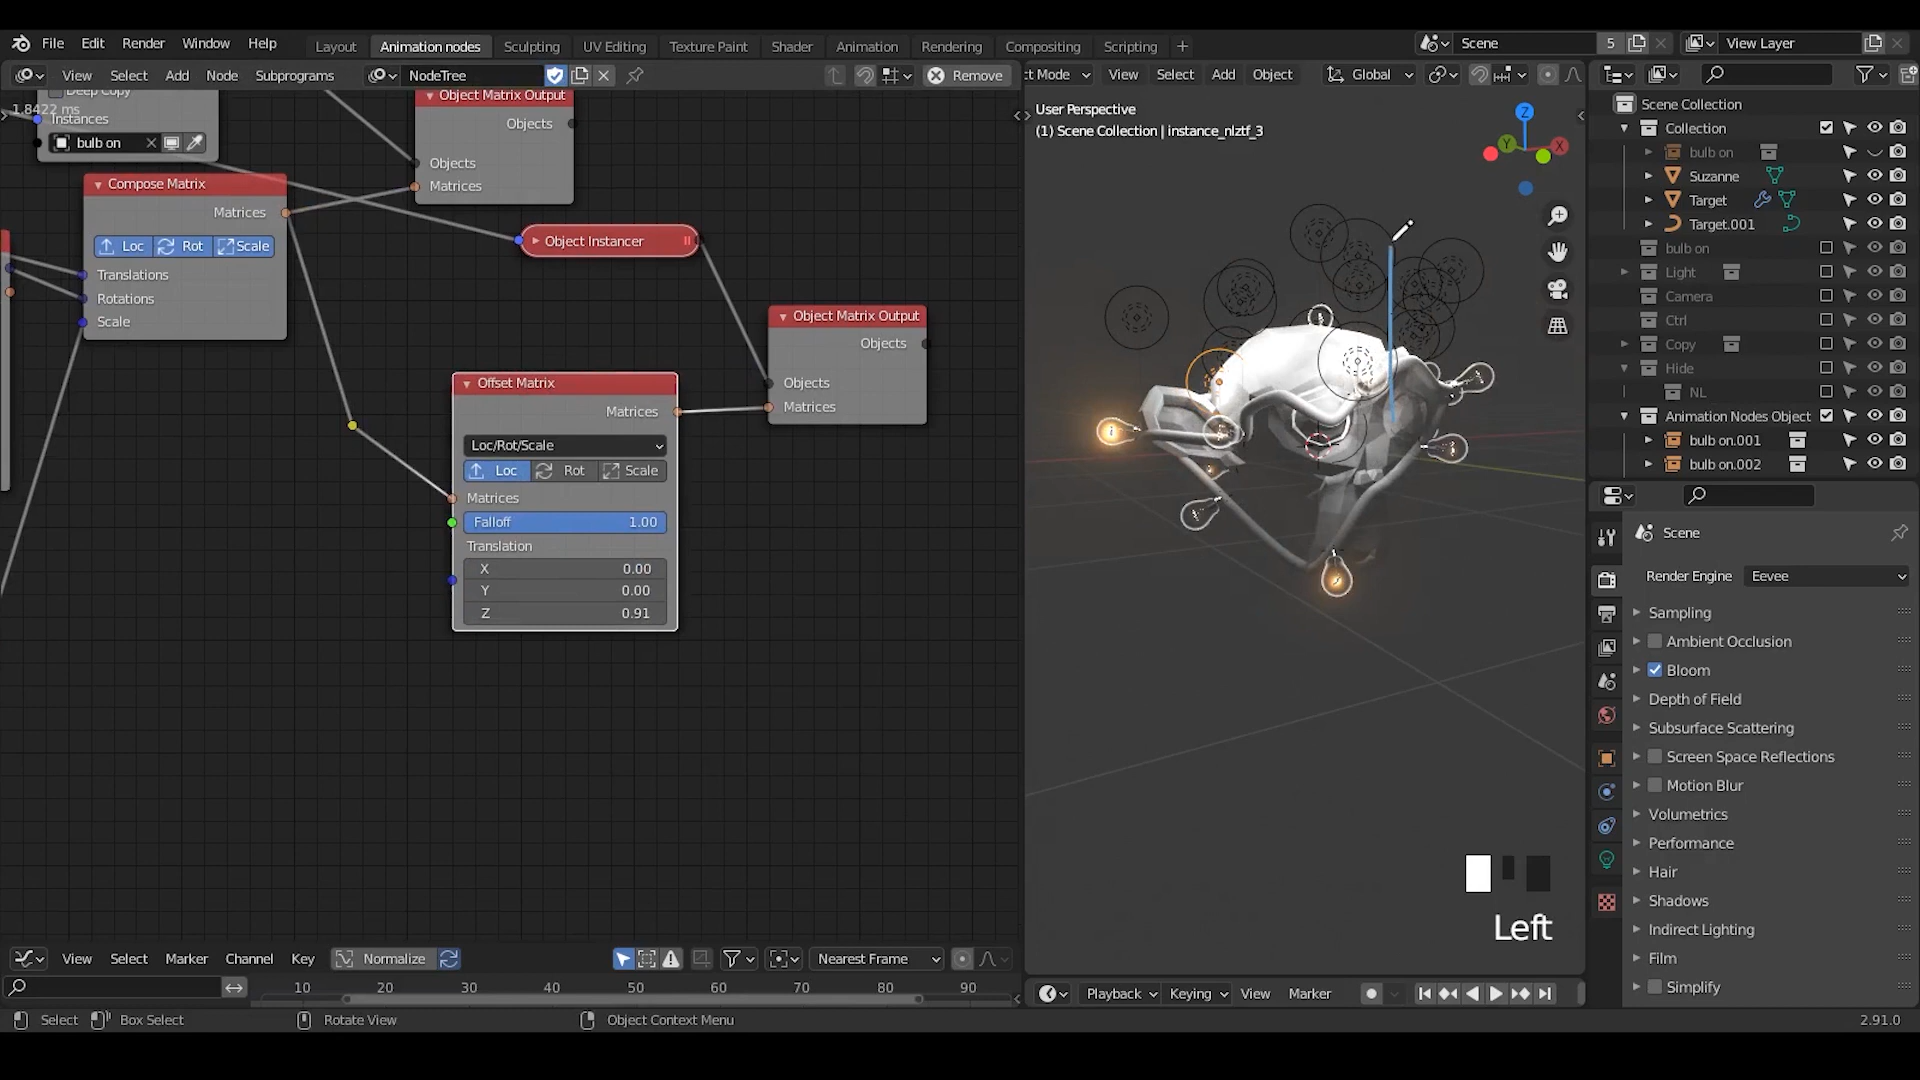 File Edit Render Window Help Layout Animation nodes Sculpting UV Editing Texture Paint Shader Animation Rendering Compositing Scripting + Scene 5 View Layer
View Select Add Node Subprograms NodeTree Remove ct Mode View Select Add Object Global
Deep Copy
1.8422 ms
Instances
bulb on
Object Matrix Output
Objects
Objects
Matrices
Compose Matrix
Matrices
Loc Rot Scale
Translations
Rotations
Scale
Object Instancer
Object Matrix Output
Objects
Objects
Matrices
Offset Matrix
Matrices
Loc/Rot/Scale
Loc Rot Scale
Matrices
Falloff 1.00
Translation
X 0.00
Y 0.00
Z 0.91
User Perspective
(1) Scene Collection | instance_nlztf_3
Z
Y
X
Left
Scene Collection
Collection
bulb on
Suzanne
Target
Target.001
bulb on
Light
Camera
Ctrl
Copy
Hide
NL
Animation Nodes Object
bulb on.001
bulb on.002
Scene
Render Engine Eevee
Sampling
Ambient Occlusion
Bloom
Depth of Field
Subsurface Scattering
Screen Space Reflections
Motion Blur
Volumetrics
Performance
Hair
Shadows
Indirect Lighting
Film
Simplify
View Select Marker Channel Key Normalize Nearest Frame
10 20 30 40 50 60 70 80 90
Playback Keying View Marker
Select Box Select Rotate View Object Context Menu 2.91.0